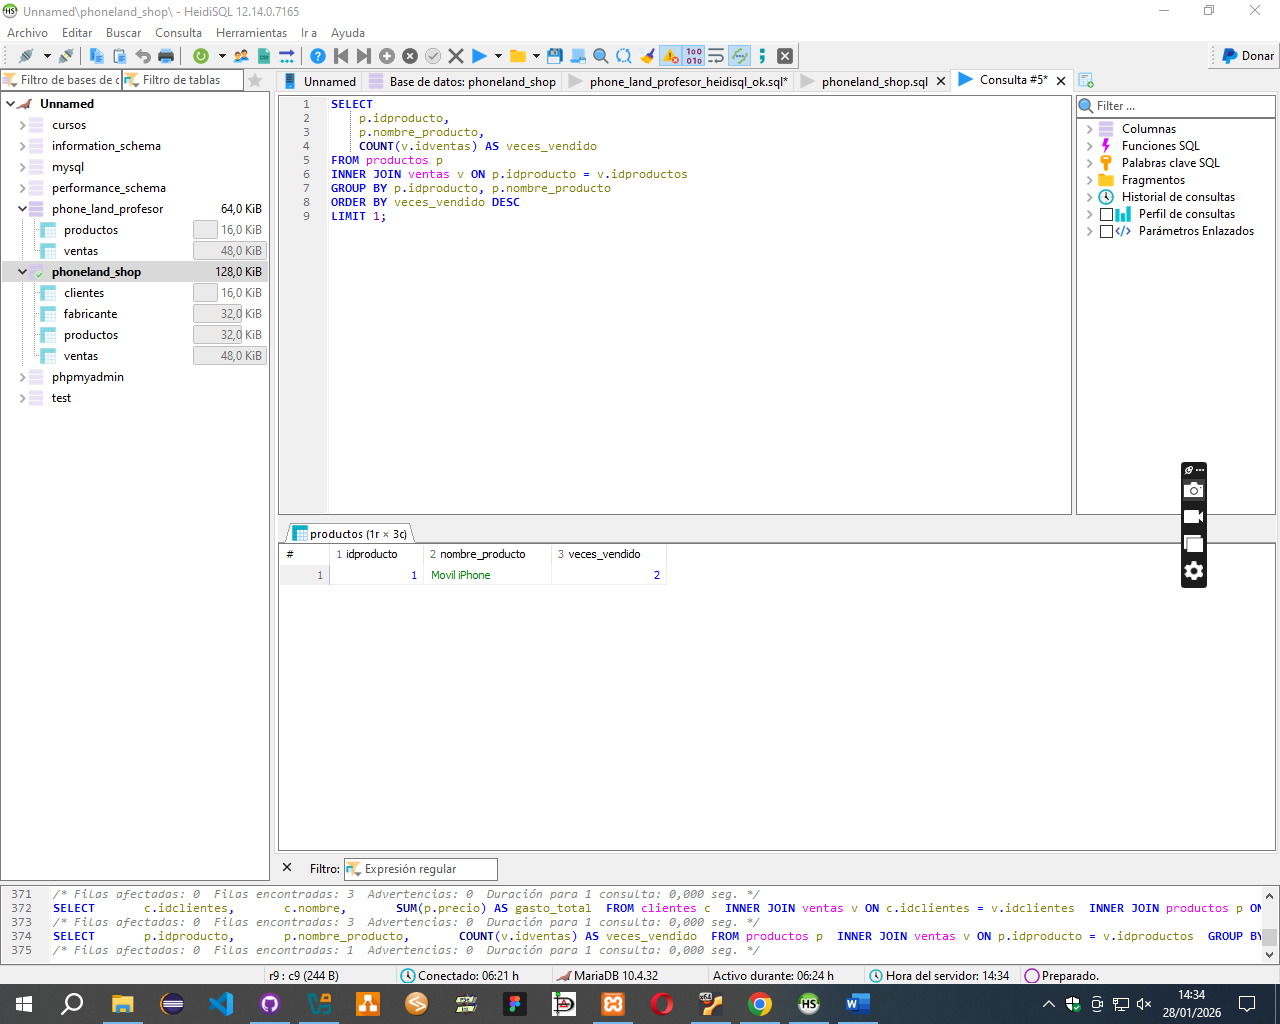 Unnamed\phoneland_shop\ - HeidiSQL 12.14.0.7165
Archivo Editar Buscar Consulta Herramientas Ir a Ayuda
Donar
Filtro de bases de d Filtro de tablas
Unnamed Base de datos: phoneland_shop phone_land_profesor_heidisql_ok.sql* phoneland_shop.sql Consulta #5*
Unnamed
cursos
information_schema
mysql
performance_schema
phone_land_profesor 64,0 KiB
productos 16,0 KiB
ventas 48,0 KiB
phoneland_shop 128,0 KiB
clientes 16,0 KiB
fabricante 32,0 KiB
productos 32,0 KiB
ventas 48,0 KiB
phpmyadmin
test
1 SELECT
2 p.idproducto,
3 p.nombre_producto,
4 COUNT(v.idventas) AS veces_vendido
5 FROM productos p
6 INNER JOIN ventas v ON p.idproducto = v.idproductos
7 GROUP BY p.idproducto, p.nombre_producto
8 ORDER BY veces_vendido DESC
9 LIMIT 1;
Filter ...
Columnas
Funciones SQL
Palabras clave SQL
Fragmentos
Historial de consultas
Perfil de consultas
Parámetros Enlazados
productos (1r × 3c)
# 1 idproducto 2 nombre_producto 3 veces_vendido
1 1 Movil iPhone 2
Filtro: Expresión regular
371 /* Filas afectadas: 0 Filas encontradas: 3 Advertencias: 0 Duración para 1 consulta: 0,000 seg. */
372 SELECT c.idclientes, c.nombre, SUM(p.precio) AS gasto_total FROM clientes c INNER JOIN ventas v ON c.idclientes = v.idclientes INNER JOIN productos p ON
373 /* Filas afectadas: 0 Filas encontradas: 3 Advertencias: 0 Duración para 1 consulta: 0,000 seg. */
374 SELECT p.idproducto, p.nombre_producto, COUNT(v.idventas) AS veces_vendido FROM productos p INNER JOIN ventas v ON p.idproducto = v.idproductos GROUP BY
375 /* Filas afectadas: 0 Filas encontradas: 1 Advertencias: 0 Duración para 1 consulta: 0,000 seg. */
r9 : c9 (244 B) Conectado: 06:21 h MariaDB 10.4.32 Activo durante: 06:24 h Hora del servidor: 14:34 Preparado.
14:34
28/01/2026